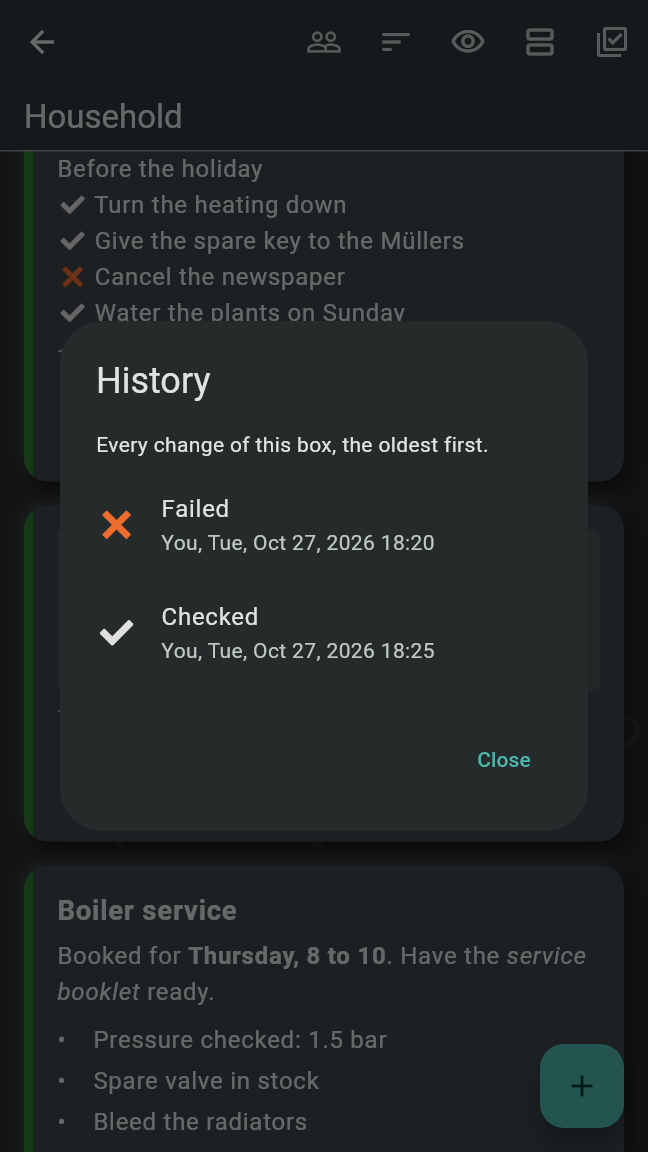 Household
Before the holiday
Turn the heating down
Give the spare key to the Müllers
Cancel the newspaper
Water the plants on Sunday
History
Every change of this box, the oldest first.
Failed
You, Tue, Oct 27, 2026 18:20
Checked
You, Tue, Oct 27, 2026 18:25
Close
Boiler service
Booked for Thursday, 8 to 10. Have the service
booklet ready.
• Pressure checked: 1.5 bar
• Spare valve in stock
• Bleed the radiators